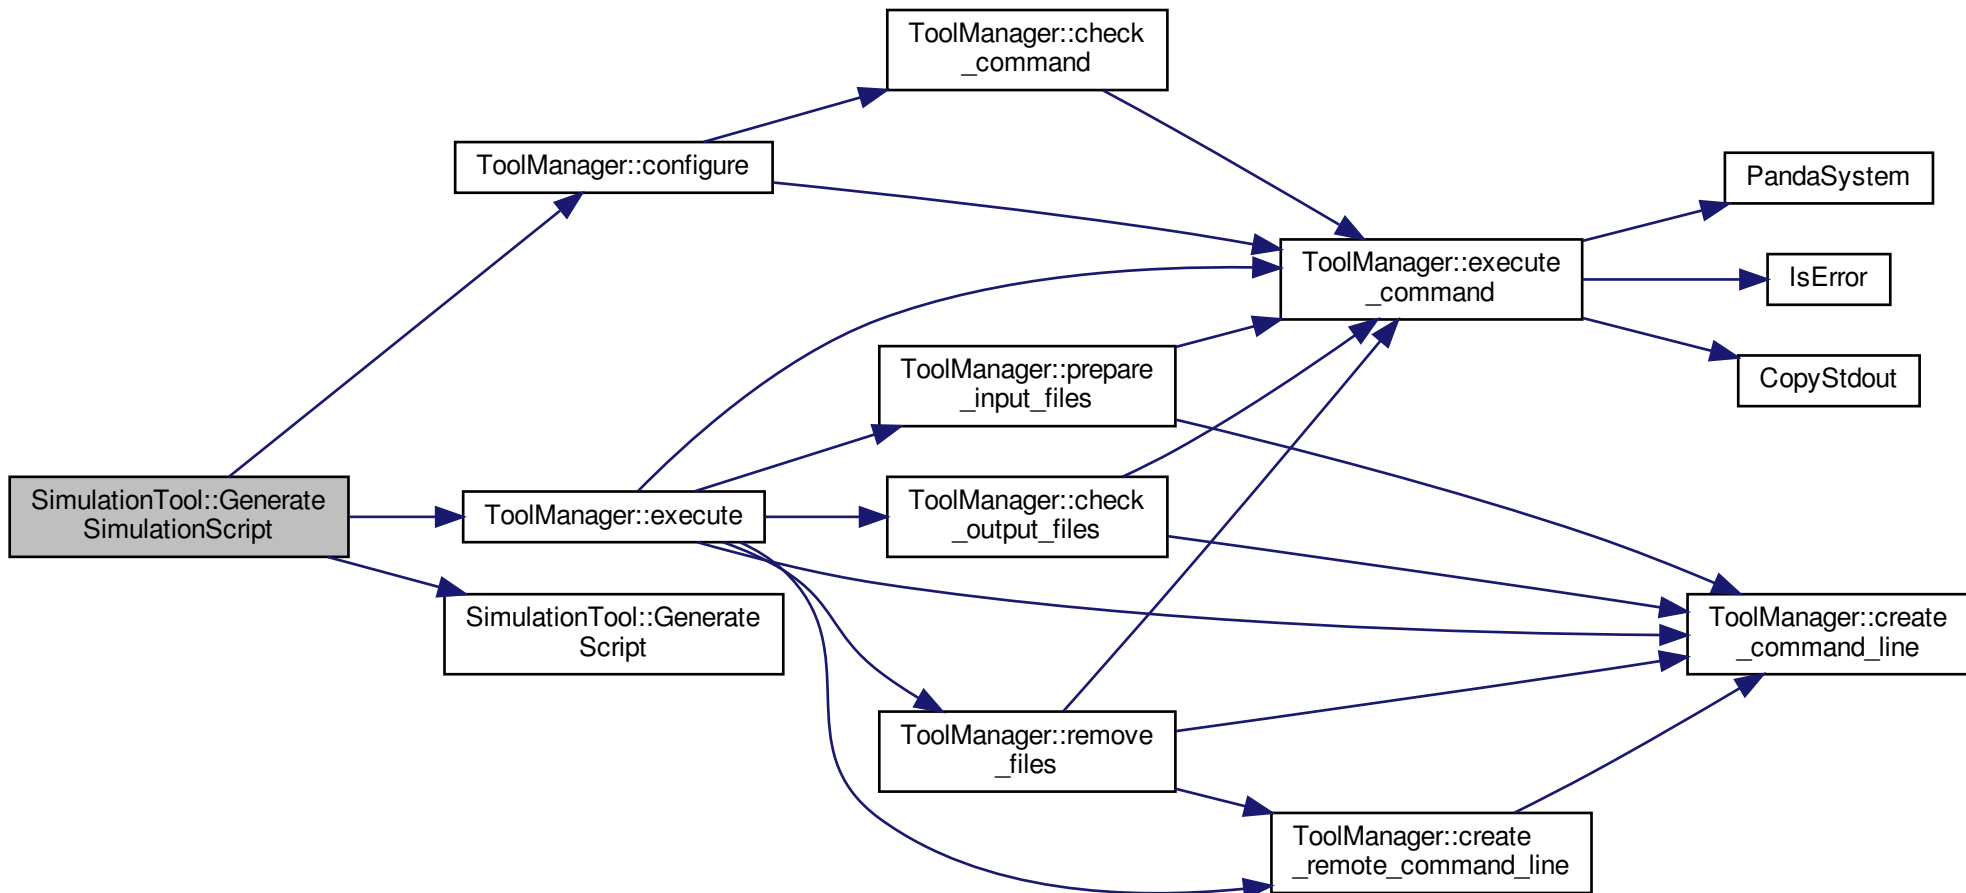 ToolManager::check
_command
ToolManager::configure
PandaSystem
ToolManager::execute
_command
IsError
ToolManager::prepare
_input_files
CopyStdout
SimulationTool::Generate
SimulationScript
ToolManager::execute
ToolManager::check
_output_files
SimulationTool::Generate
Script
ToolManager::create
_command_line
ToolManager::remove
_files
ToolManager::create
_remote_command_line